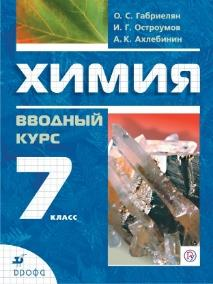 О. С. Габриелян
И. Г. Остроумов
А. К. Ахлебинин
ХИМИЯ
ВВОДНЫЙ
КУРС
7
КЛАСС
дрофа